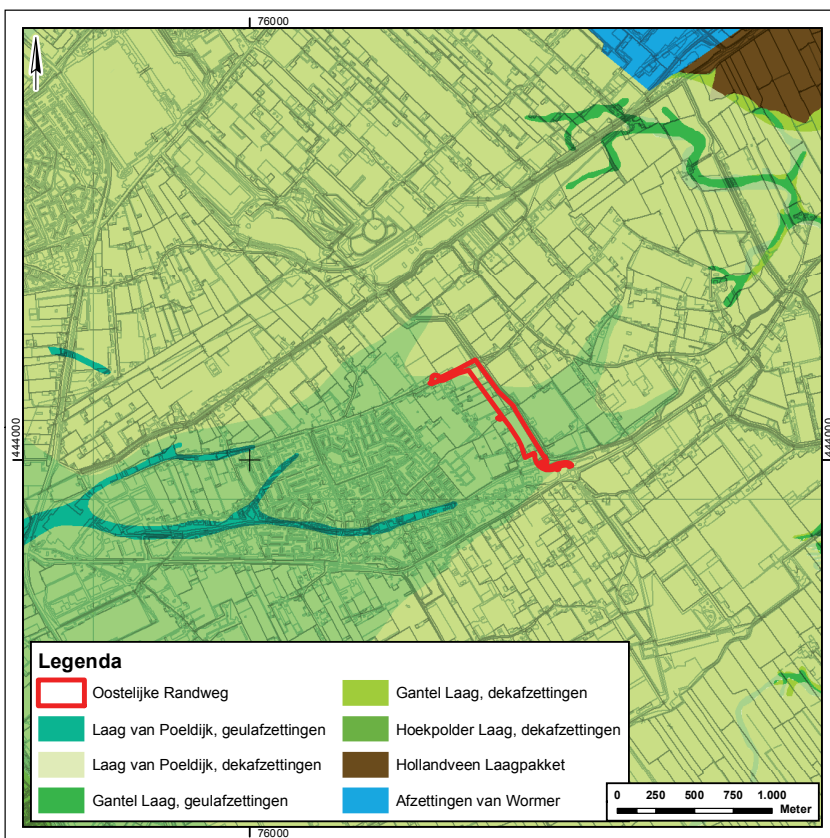 76000
444000
444000
Legenda
Oostelijke Randweg
Laag van Poeldijk, geulafzettingen
Laag van Poeldijk, dekafzettingen
Gantel Laag, geulafzettingen
Gantel Laag, dekafzettingen
Hoekpolder Laag, dekafzettingen
Hollandveen Laagpakket
Afzettingen van Wormer
0 250 500 750 1.000
Meter
76000